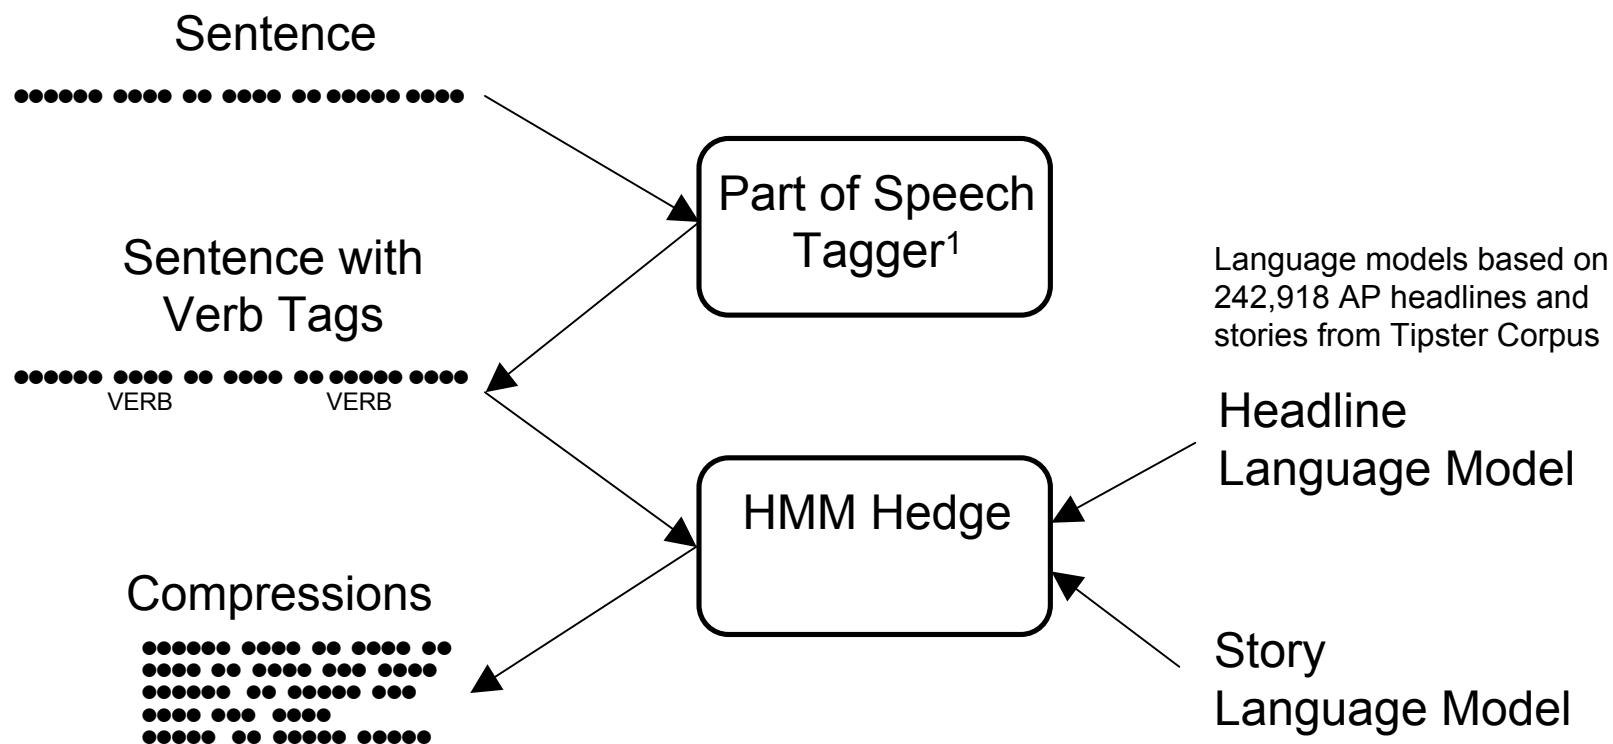 Sentence
Part of Speech
Tagger1
Sentence with
Verb Tags
VERB VERB
Language models based on
242,918 AP headlines and
stories from Tipster Corpus
Headline
Language Model
HMM Hedge
Compressions
Story
Language Model